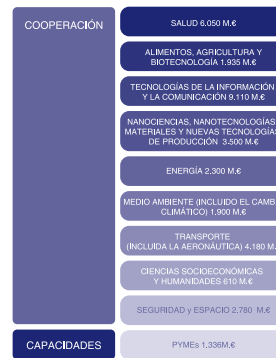 COOPERACIÓN
SALUD 6.050 M.€
ALIMENTOS, AGRICULTURA Y
BIOTECNOLOGÍA 1.935 M.€
TECNOLOGÍAS DE LA INFORMACIÓN
Y LA COMUNICACIÓN 9.110 M.€
NANOCIENCIAS, NANOTECNOLOGÍAS
MATERIALES Y NUEVAS TECNOLOGÍAS
DE PRODUCCIÓN 3.500 M.€
ENERGÍA 2.300 M.€
MEDIO AMBIENTE (INCLUIDO EL CAMB
CLIMÁTICO) 1.900 M.€
TRANSPORTE
(INCLUIDA LA AERONÁUTICA) 4.180 M.
CIENCIAS SOCIOECONÓMICAS
Y HUMANIDADES 610 M.€
SEGURIDAD y ESPACIO 2.780 M.€
CAPACIDADES
PYMEs 1,336M.€